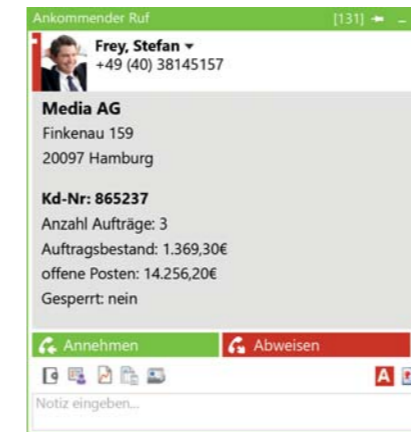 Ankommender Ruf [131]
Frey, Stefan
+49 (40) 38145157
Media AG
Finkenau 159
20097 Hamburg
Kd-Nr: 865237
Anzahl Aufträge: 3
Auftragsbestand: 1.369,30€
offene Posten: 14.256,20€
Gesperrt: nein
Annehmen Abweisen
A
Notiz eingeben...